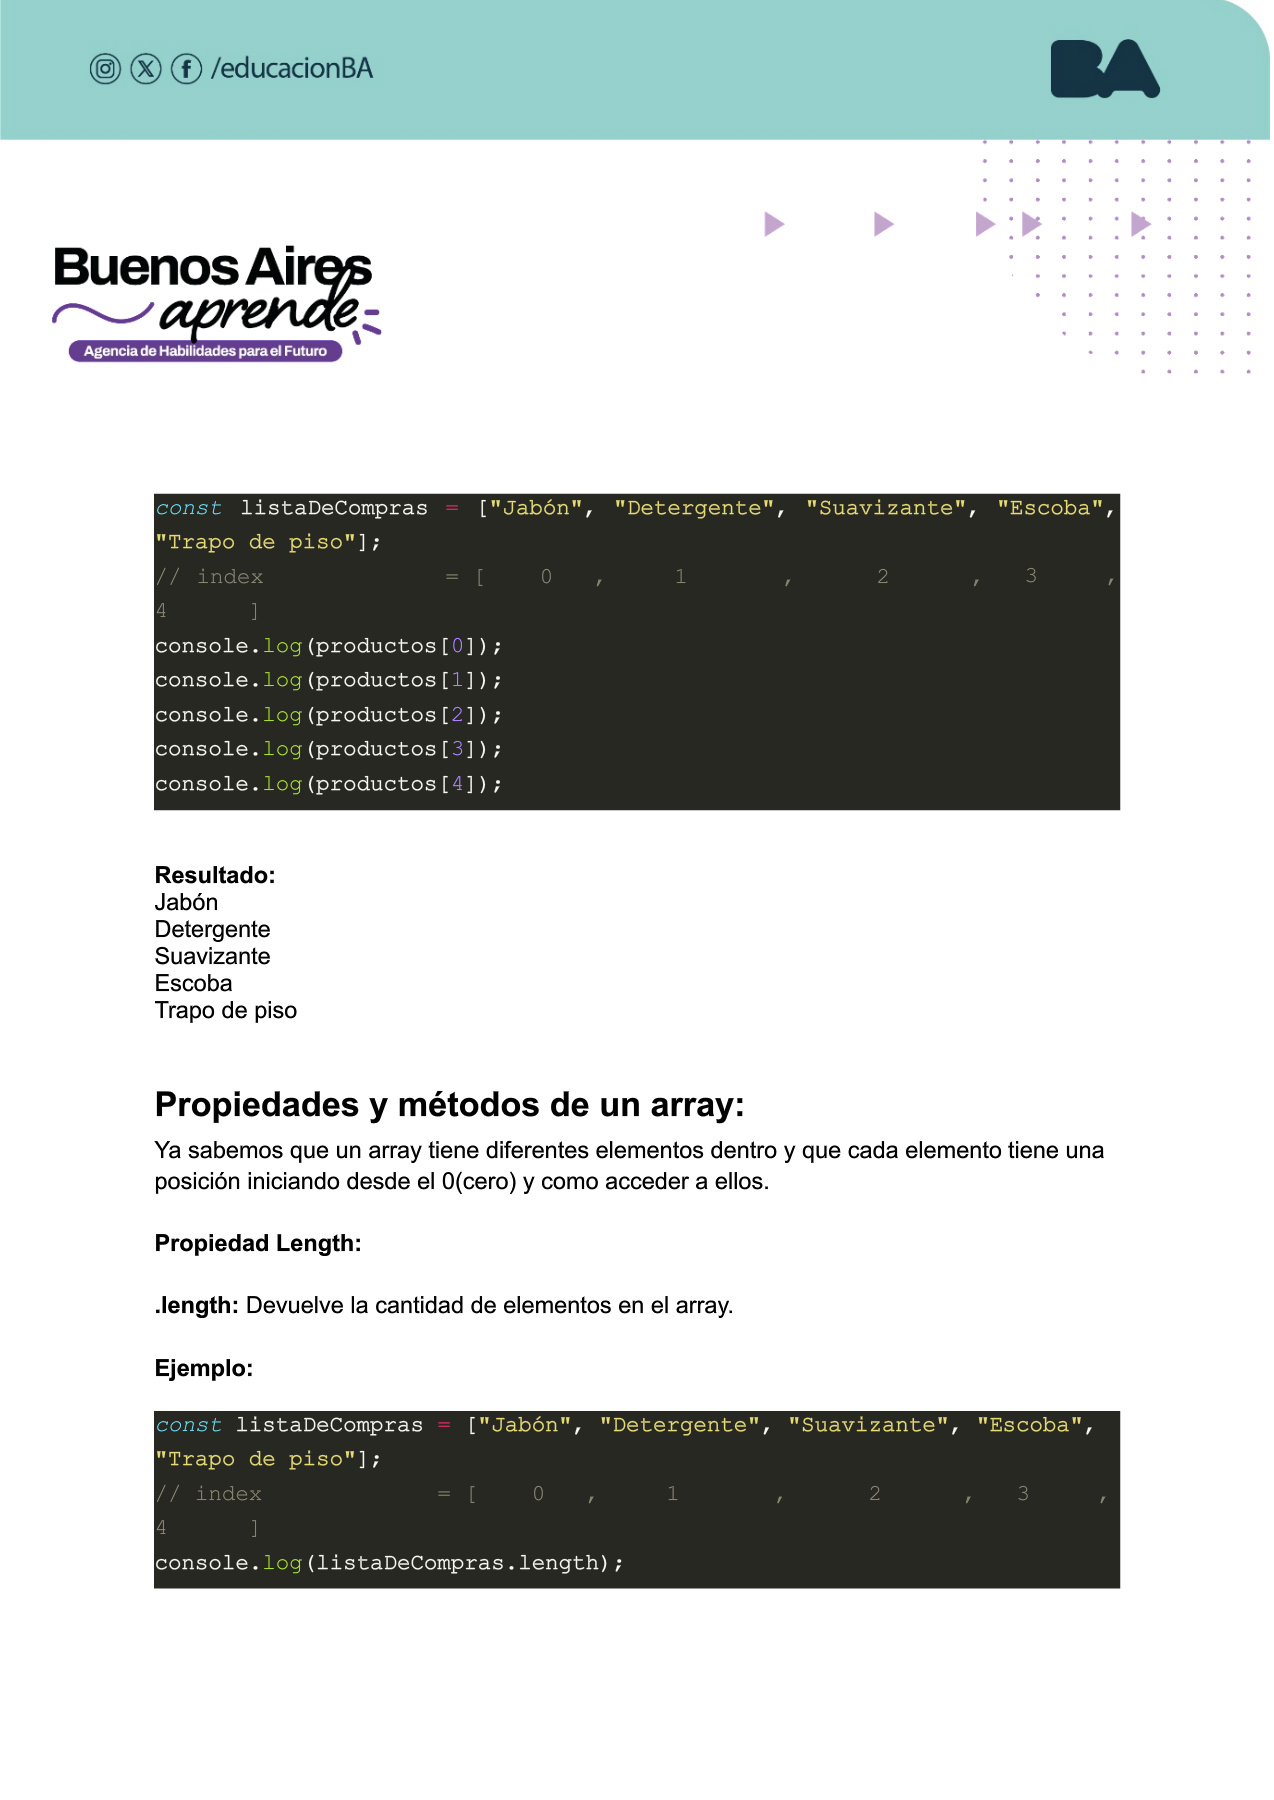 /educacionBA
BA
Buenos Aires
aprende
Agencia de Habilidades para el Futuro
const listaDeCompras = ["Jabón", "Detergente", "Suavizante", "Escoba",
"Trapo de piso"];
// index = [ 0 , 1 , 2 , 3 ,
4 ]
console.log(productos[0]);
console.log(productos[1]);
console.log(productos[2]);
console.log(productos[3]);
console.log(productos[4]);
Resultado:
Jabón
Detergente
Suavizante
Escoba
Trapo de piso
Propiedades y métodos de un array:
Ya sabemos que un array tiene diferentes elementos dentro y que cada elemento tiene una
posición iniciando desde el 0(cero) y como acceder a ellos.
Propiedad Length:
.length: Devuelve la cantidad de elementos en el array.
Ejemplo:
const listaDeCompras = ["Jabón", "Detergente", "Suavizante", "Escoba",
"Trapo de piso"];
// index = [ 0 , 1 , 2 , 3 ,
4 ]
console.log(listaDeCompras.length);